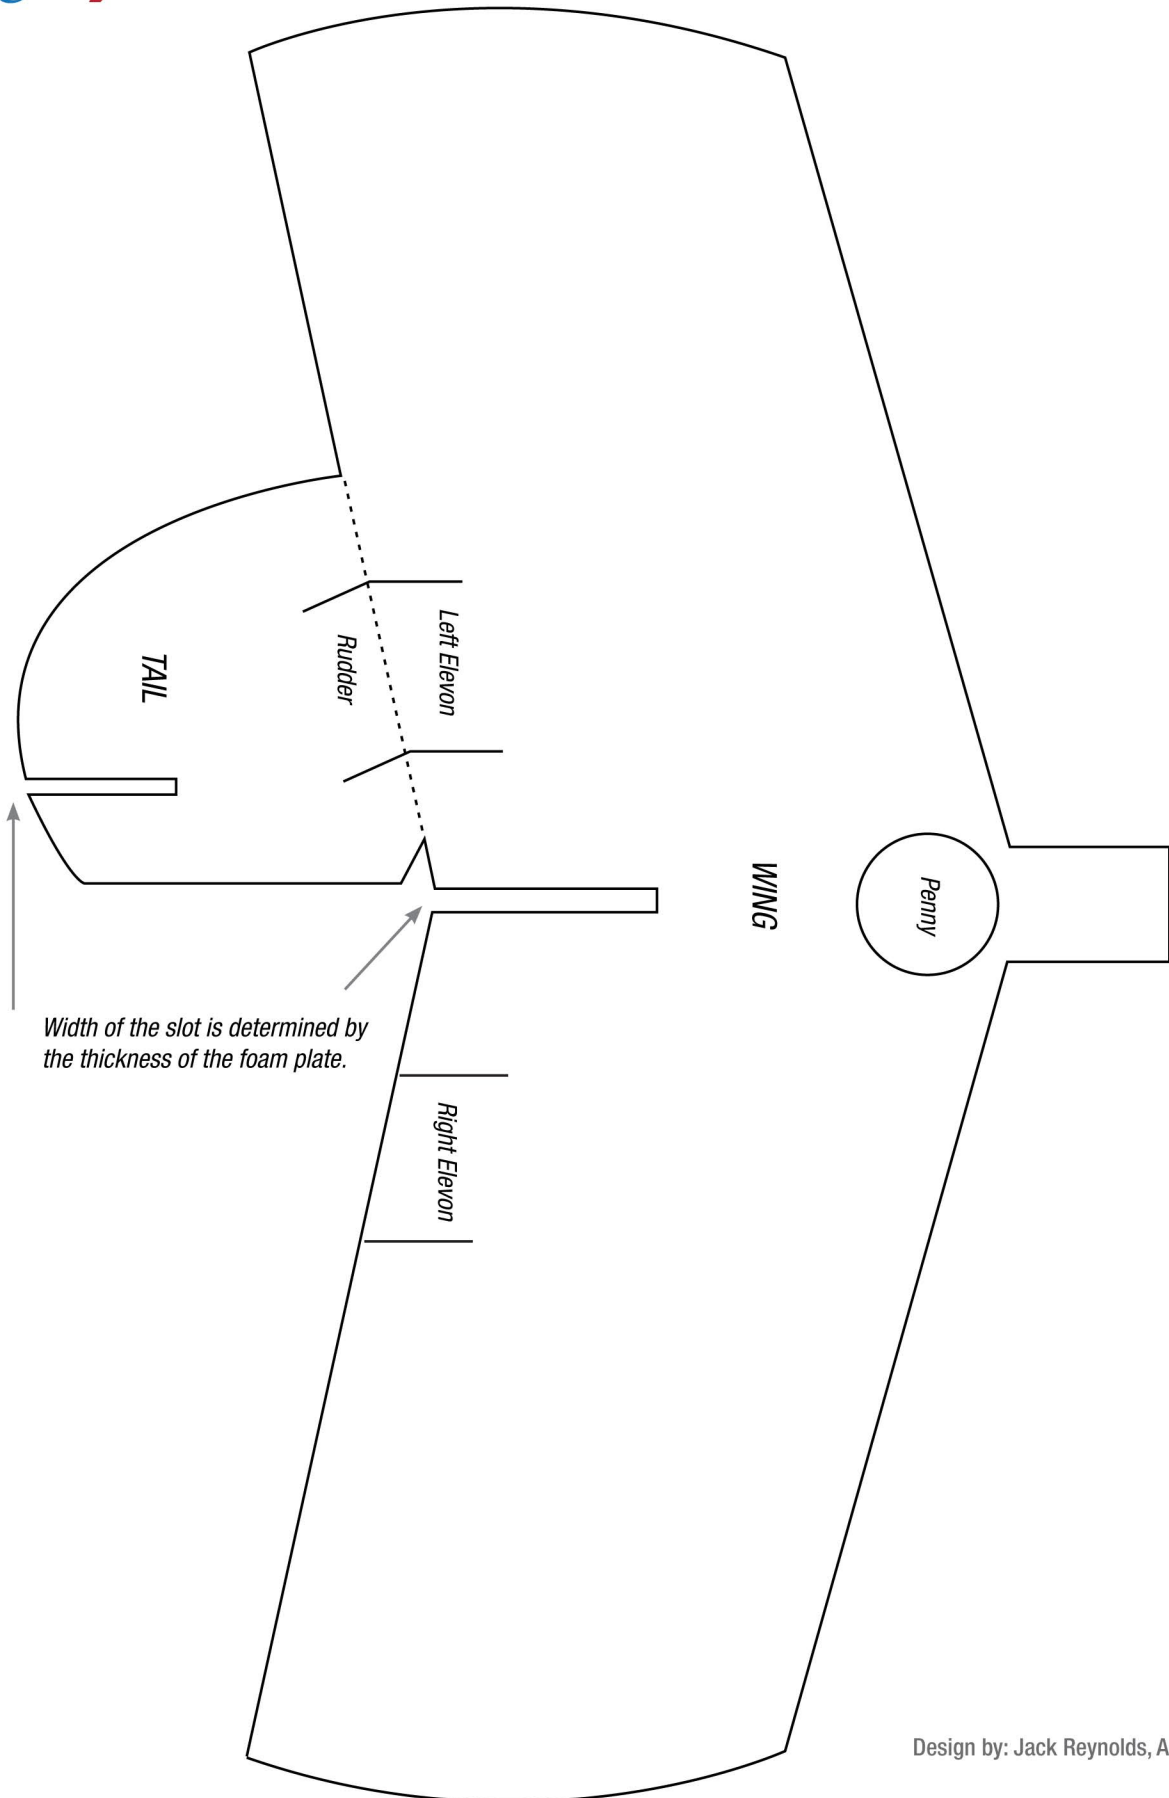 TAIL
Rudder
Left Elevon
WING
Penny
Width of the slot is determined by
the thickness of the foam plate.
Right Elevon
Design by: Jack Reynolds, A